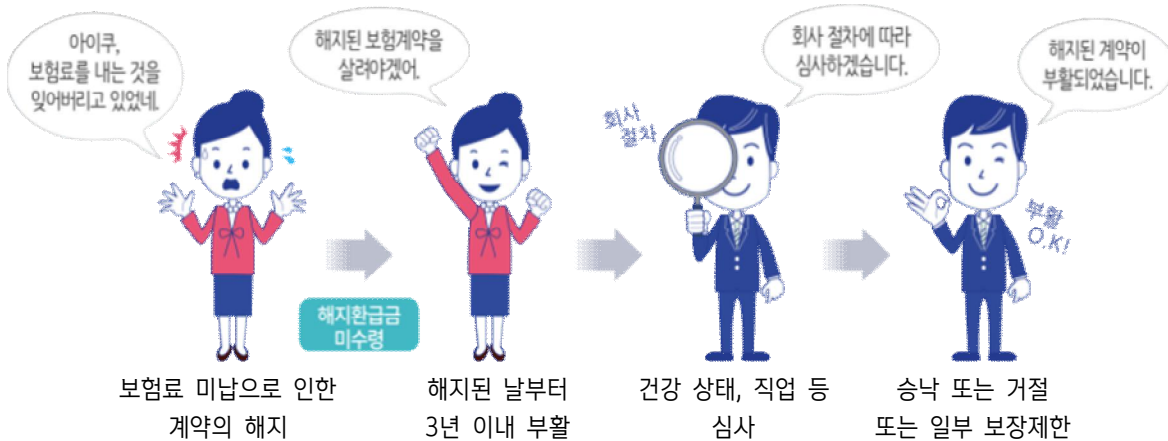 아이쿠,
보험료를 내는 것을
잊어버리고 있었네.
해지된 보험계약을
살려야겠어.
회사 절차에 따라
심사하겠습니다.
해지된 계약이
부활되었습니다.
회사
절차
부활
O.K!
해지환급금
미수령
보험료 미납으로 인한
계약의 해지
해지된 날부터
3년 이내 부활
건강 상태, 직업 등
심사
승낙 또는 거절
또는 일부 보장제한